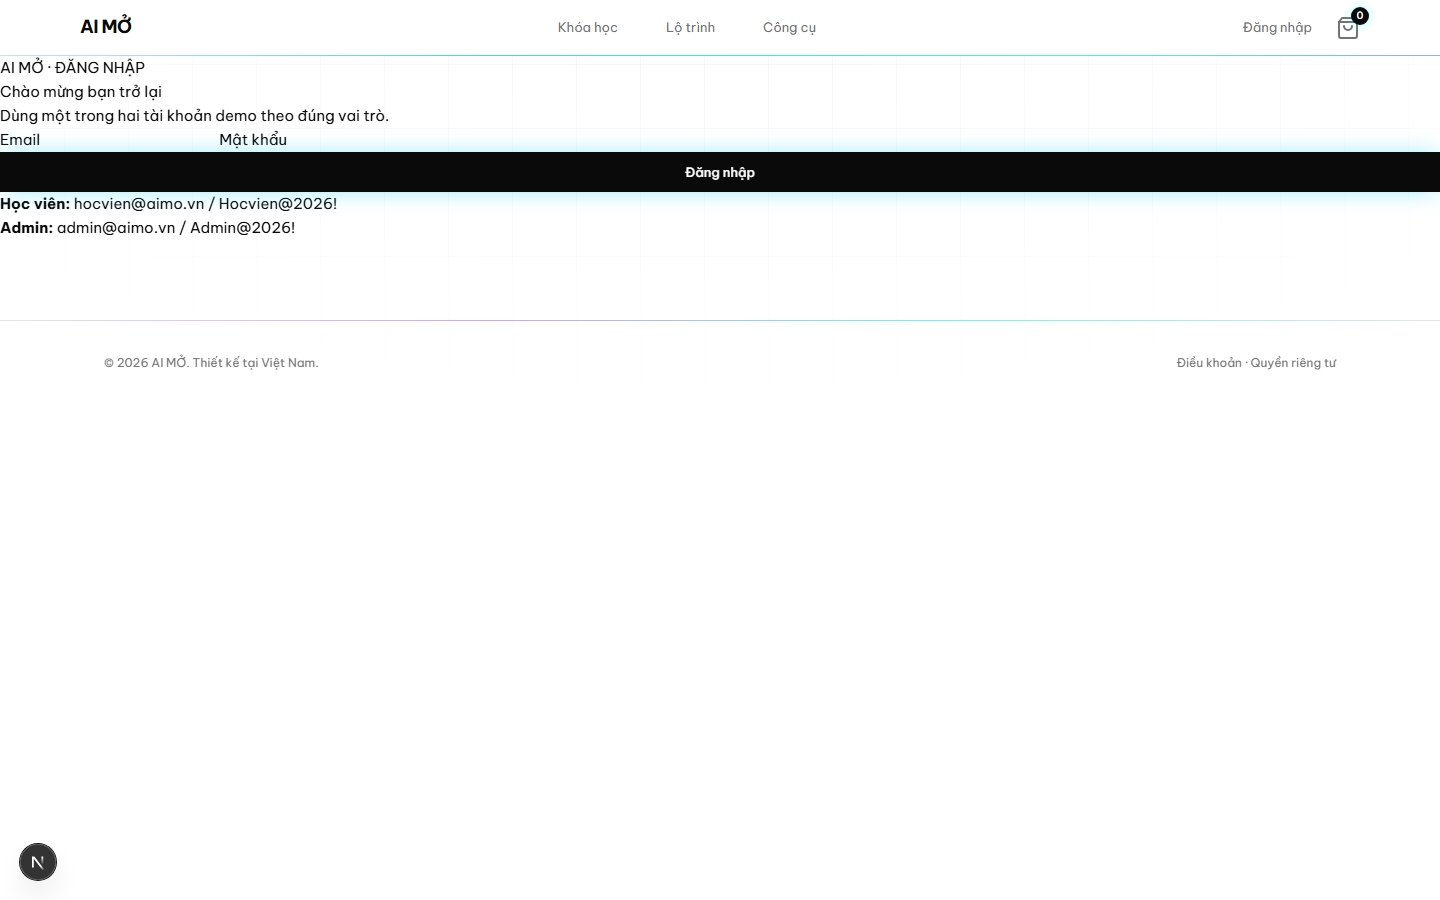 AI MỞ
Khóa học
Lộ trình
Công cụ
Đăng nhập
0
AI MỞ · ĐĂNG NHẬP
Chào mừng bạn trở lại
Dùng một trong hai tài khoản demo theo đúng vai trò.
Email
Mật khẩu
Đăng nhập
Học viên: hocvien@aimo.vn / Hocvien@2026!
Admin: admin@aimo.vn / Admin@2026!
© 2026 AI MỞ. Thiết kế tại Việt Nam.
Điều khoản · Quyền riêng tư
N